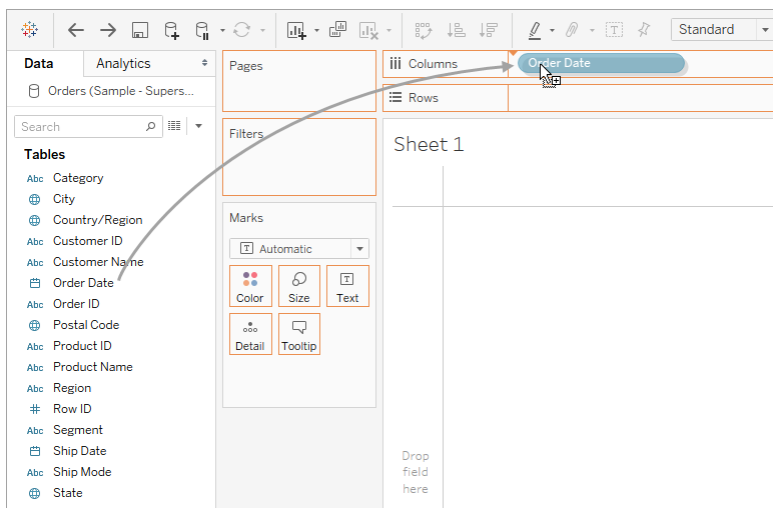 Standard
Data Analytics
Orders (Sample - Supers...
Search
Tables
Abc Category
City
Country/Region
Abc Customer ID
Abc Customer Name
Order Date
Abc Order ID
Postal Code
Abc Product ID
Abc Product Name
Abc Region
# Row ID
Abc Segment
Ship Date
Abc Ship Mode
State
Pages
Filters
Marks
T Automatic
Color Size Text
Detail Tooltip
Columns Order Date
Rows
Sheet 1
Drop
field
here